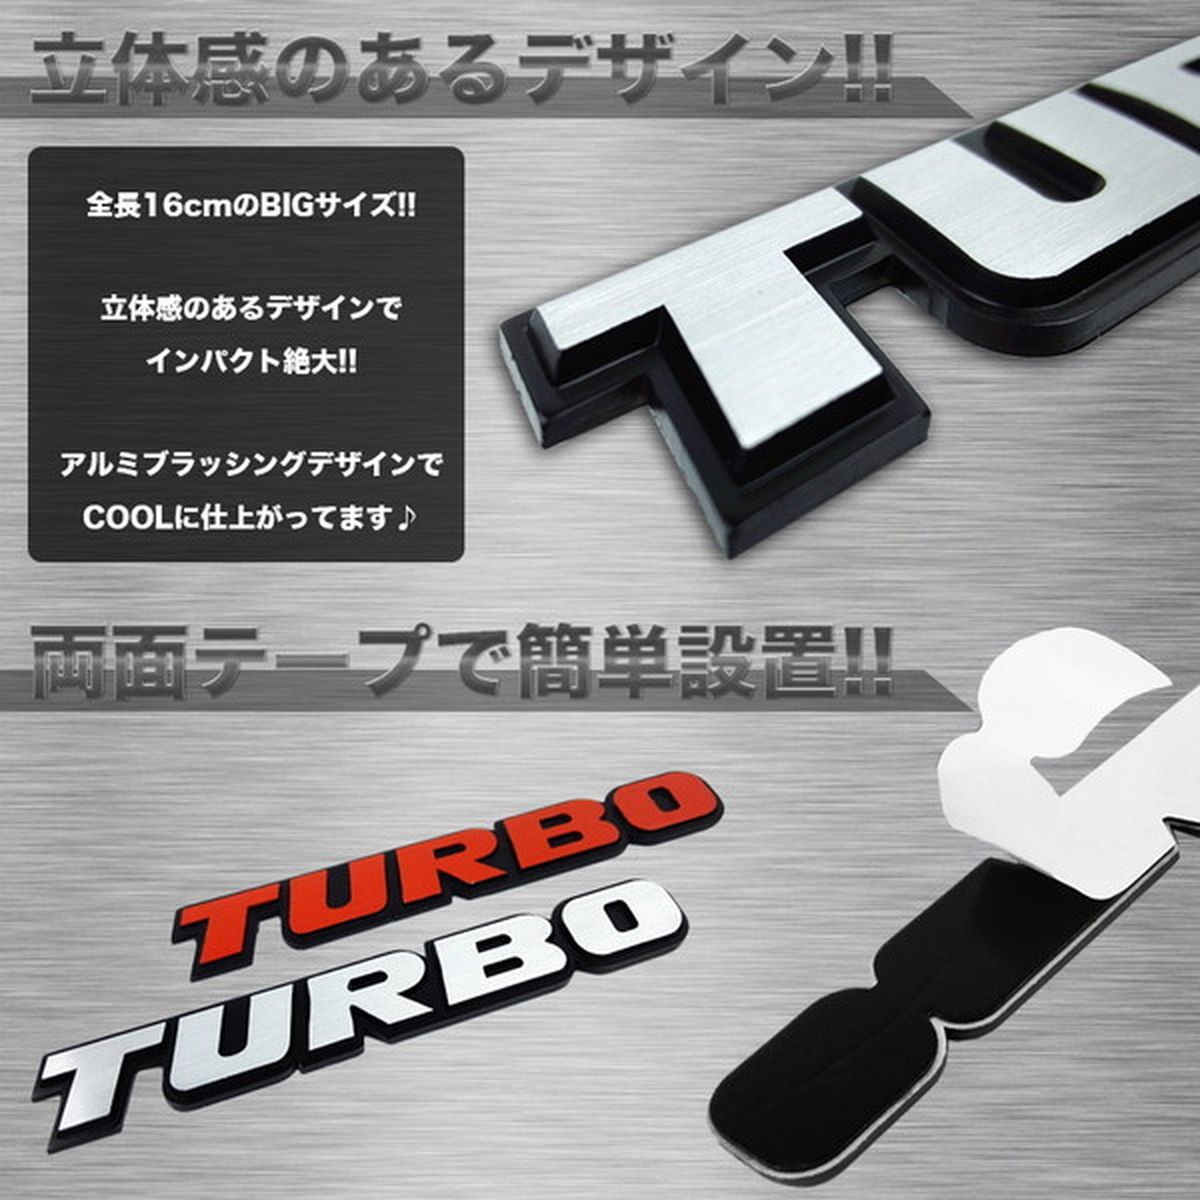 立体感のあるデザイン!!
全長16cmのBIGサイズ!!
立体感のあるデザインで
インパクト絶大!!
アルミブラッシングデザインで
COOLに仕上がってます♪
TU
両面テープで簡単設置!!
TURBO
TURBO